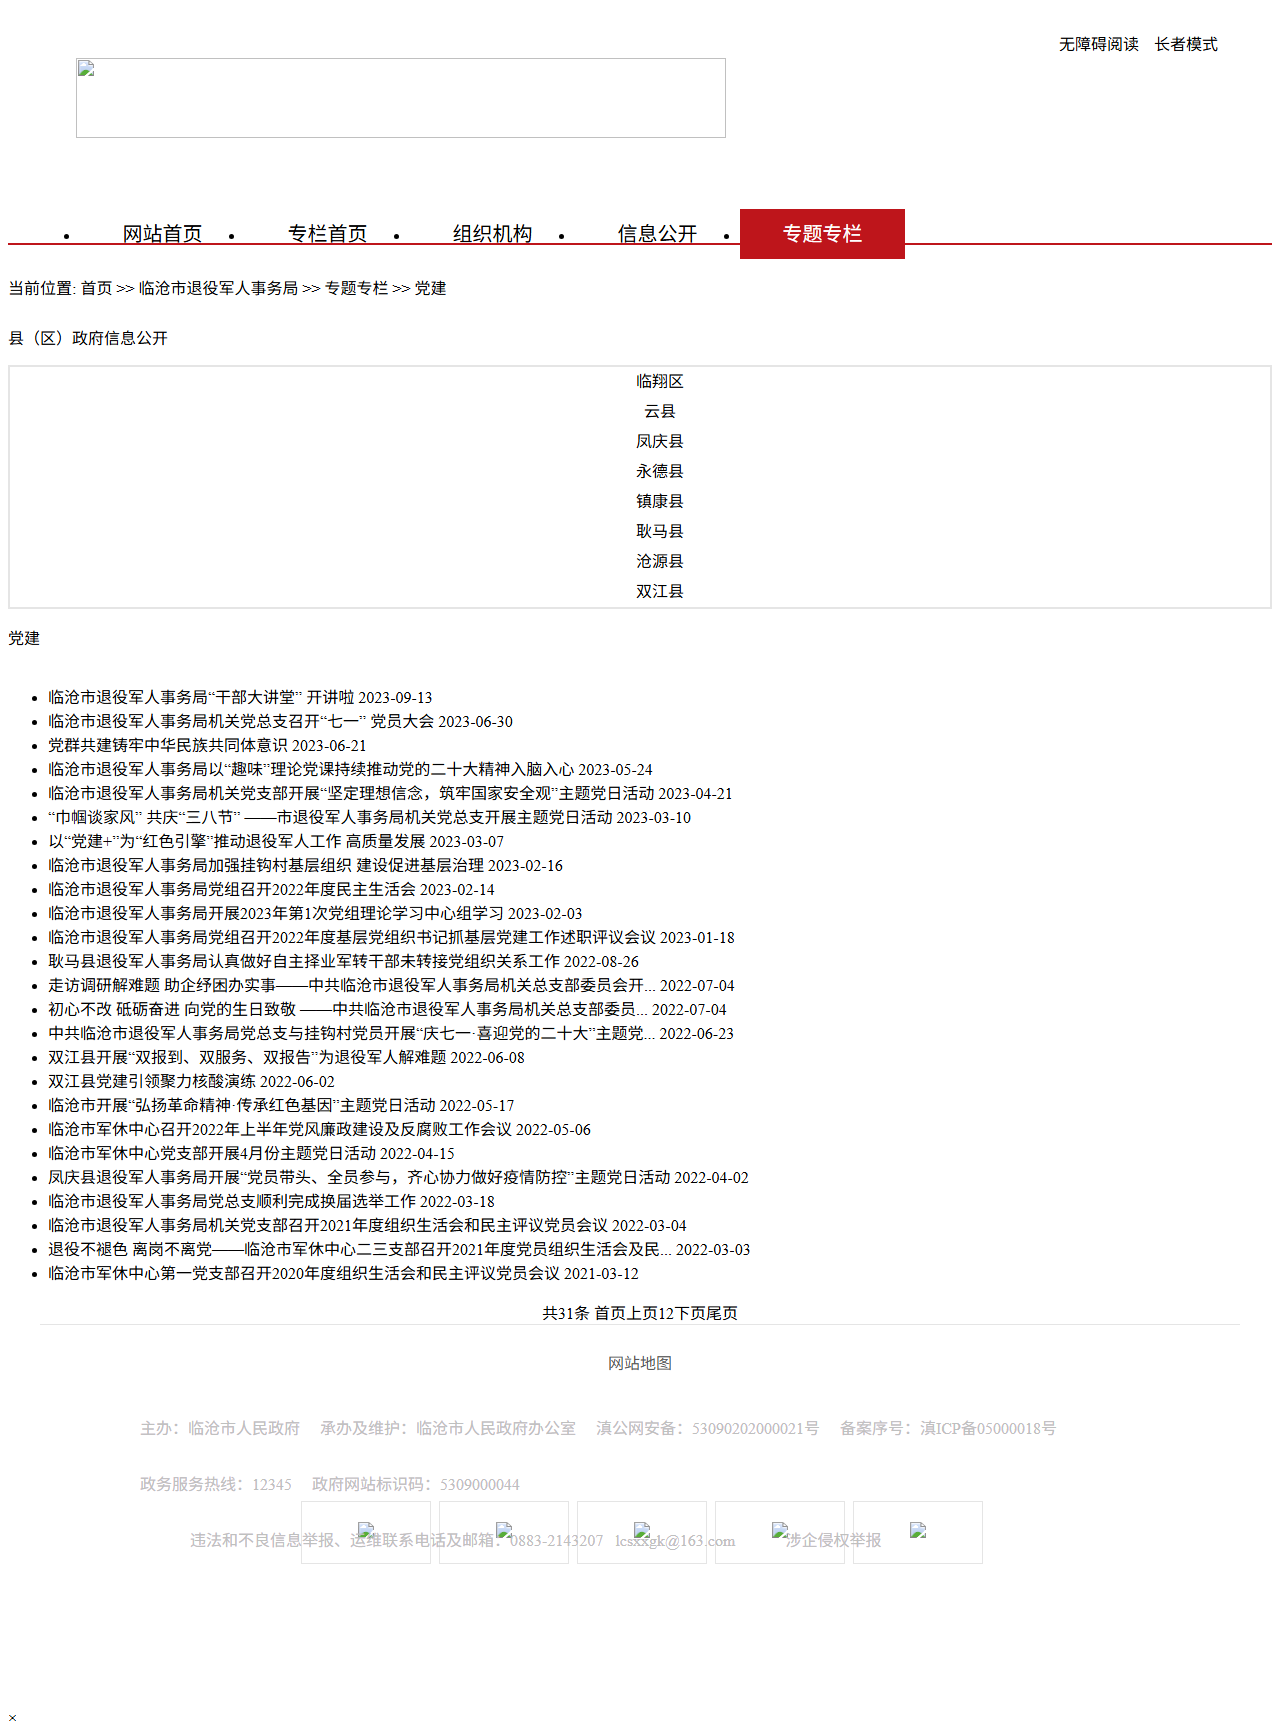 无障碍阅读 长者模式
网站首页 专栏首页 组织机构 信息公开 专题专栏
当前位置: 首页 >> 临沧市退役军人事务局 >> 专题专栏 >> 党建
县（区）政府信息公开
临翔区
云县
凤庆县
永德县
镇康县
耿马县
沧源县
双江县
党建
临沧市退役军人事务局“干部大讲堂” 开讲啦 2023-09-13
临沧市退役军人事务局机关党总支召开“七一” 党员大会 2023-06-30
党群共建铸牢中华民族共同体意识 2023-06-21
临沧市退役军人事务局以“趣味”理论党课持续推动党的二十大精神入脑入心 2023-05-24
临沧市退役军人事务局机关党支部开展“坚定理想信念，筑牢国家安全观”主题党日活动 2023-04-21
“巾帼谈家风” 共庆“三八节” ——市退役军人事务局机关党总支开展主题党日活动 2023-03-10
以“党建+”为“红色引擎”推动退役军人工作 高质量发展 2023-03-07
临沧市退役军人事务局加强挂钩村基层组织 建设促进基层治理 2023-02-16
临沧市退役军人事务局党组召开2022年度民主生活会 2023-02-14
临沧市退役军人事务局开展2023年第1次党组理论学习中心组学习 2023-02-03
临沧市退役军人事务局党组召开2022年度基层党组织书记抓基层党建工作述职评议会议 2023-01-18
耿马县退役军人事务局认真做好自主择业军转干部未转接党组织关系工作 2022-08-26
走访调研解难题 助企纾困办实事——中共临沧市退役军人事务局机关总支部委员会开... 2022-07-04
初心不改 砥砺奋进 向党的生日致敬 ——中共临沧市退役军人事务局机关总支部委员... 2022-07-04
中共临沧市退役军人事务局党总支与挂钩村党员开展“庆七一·喜迎党的二十大”主题党... 2022-06-23
双江县开展“双报到、双服务、双报告”为退役军人解难题 2022-06-08
双江县党建引领聚力核酸演练 2022-06-02
临沧市开展“弘扬革命精神·传承红色基因”主题党日活动 2022-05-17
临沧市军休中心召开2022年上半年党风廉政建设及反腐败工作会议 2022-05-06
临沧市军休中心党支部开展4月份主题党日活动 2022-04-15
凤庆县退役军人事务局开展“党员带头、全员参与，齐心协力做好疫情防控”主题党日活动 2022-04-02
临沧市退役军人事务局党总支顺利完成换届选举工作 2022-03-18
临沧市退役军人事务局机关党支部召开2021年度组织生活会和民主评议党员会议 2022-03-04
退役不褪色 离岗不离党——临沧市军休中心二三支部召开2021年度党员组织生活会及民... 2022-03-03
临沧市军休中心第一党支部召开2020年度组织生活会和民主评议党员会议 2021-03-12
共31条 首页上页12下页尾页
网站地图
主办：临沧市人民政府 承办及维护：临沧市人民政府办公室 滇公网安备：53090202000021号 备案序号：滇ICP备05000018号
政务服务热线：12345 政府网站标识码：5309000044
违法和不良信息举报、运维联系电话及邮箱：0883-2143207 lcsxxgk@163.com 涉企侵权举报
×